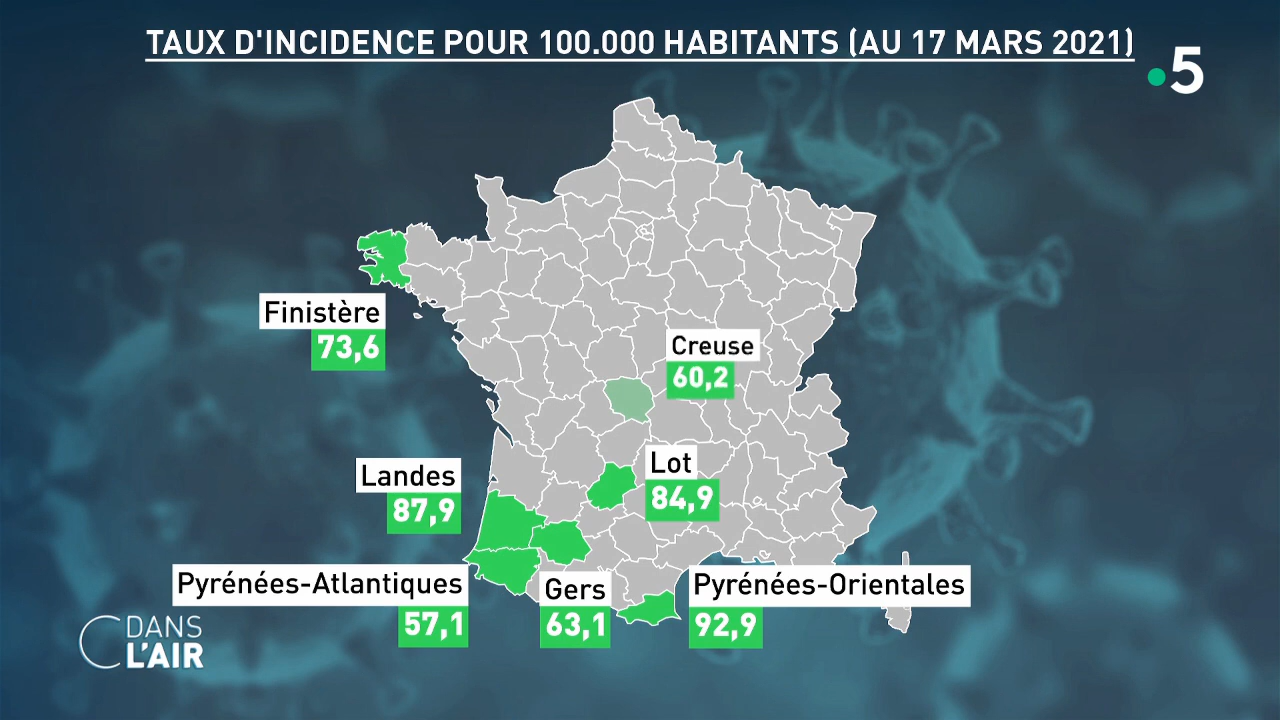 TAUX D'INCIDENCE POUR 100.000 HABITANTS (AU 17 MARS 2021)
5
Finistère
73,6
Creuse
60,2
Landes
87,9
Lot
84,9
Pyrénées-Atlantiques
57,1
Gers
63,1
Pyrénées-Orientales
92,9
C DANS
L'AIR